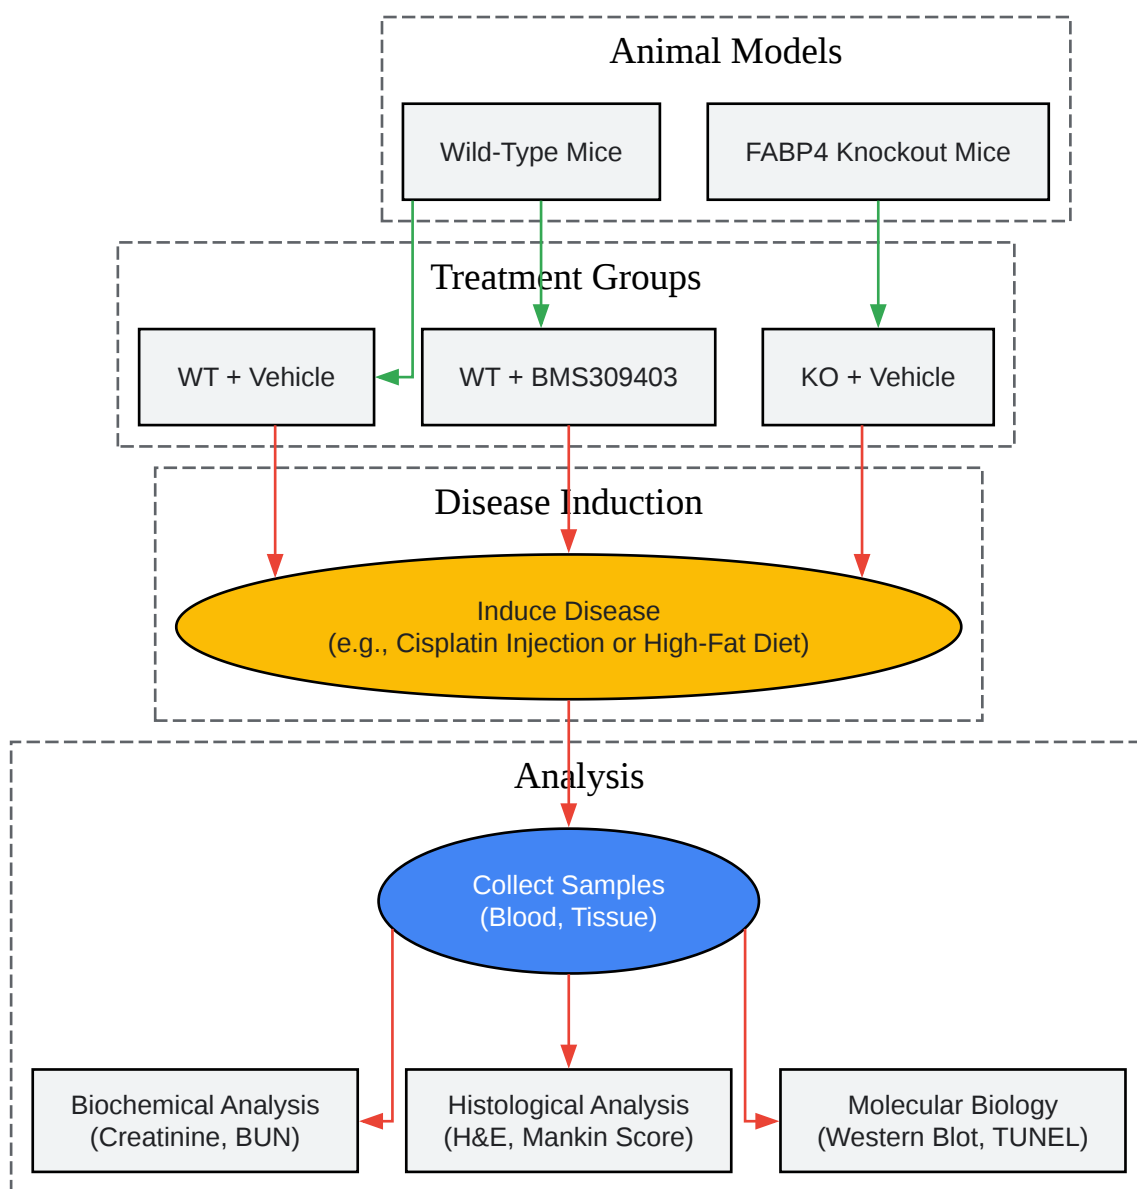 Animal Models
Wild-Type Mice
FABP4 Knockout Mice
Treatment Groups
WT + Vehicle
WT + BMS309403
KO + Vehicle
Disease Induction
Induce Disease
(e.g., Cisplatin Injection or High-Fat Diet)
Analysis
Collect Samples
(Blood, Tissue)
Biochemical Analysis
(Creatinine, BUN)
Histological Analysis
(H&E, Mankin Score)
Molecular Biology
(Western Blot, TUNEL)